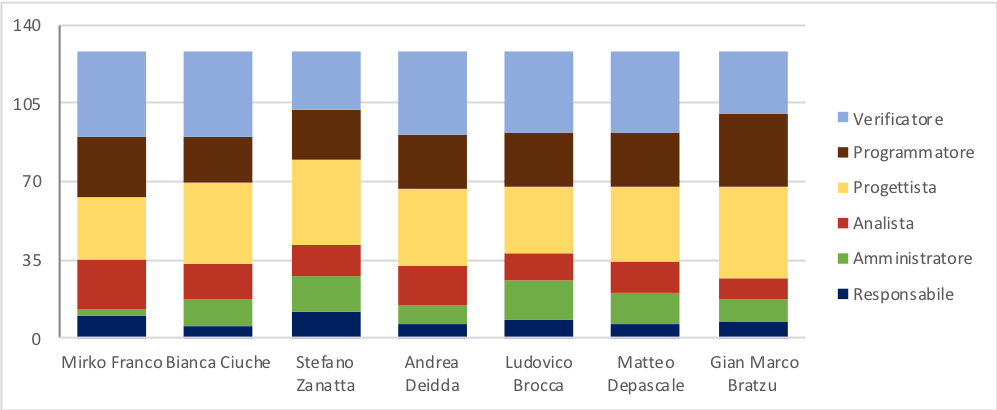 140
105
70
35
0
Mirko Franco
Bianca Ciuche
Stefano
Zanatta
Andrea
Deidda
Ludovico
Brocca
Matteo
Depascale
Gian Marco
Bratzu
Verificatore
Programmatore
Progettista
Analista
Amministratore
Responsabile